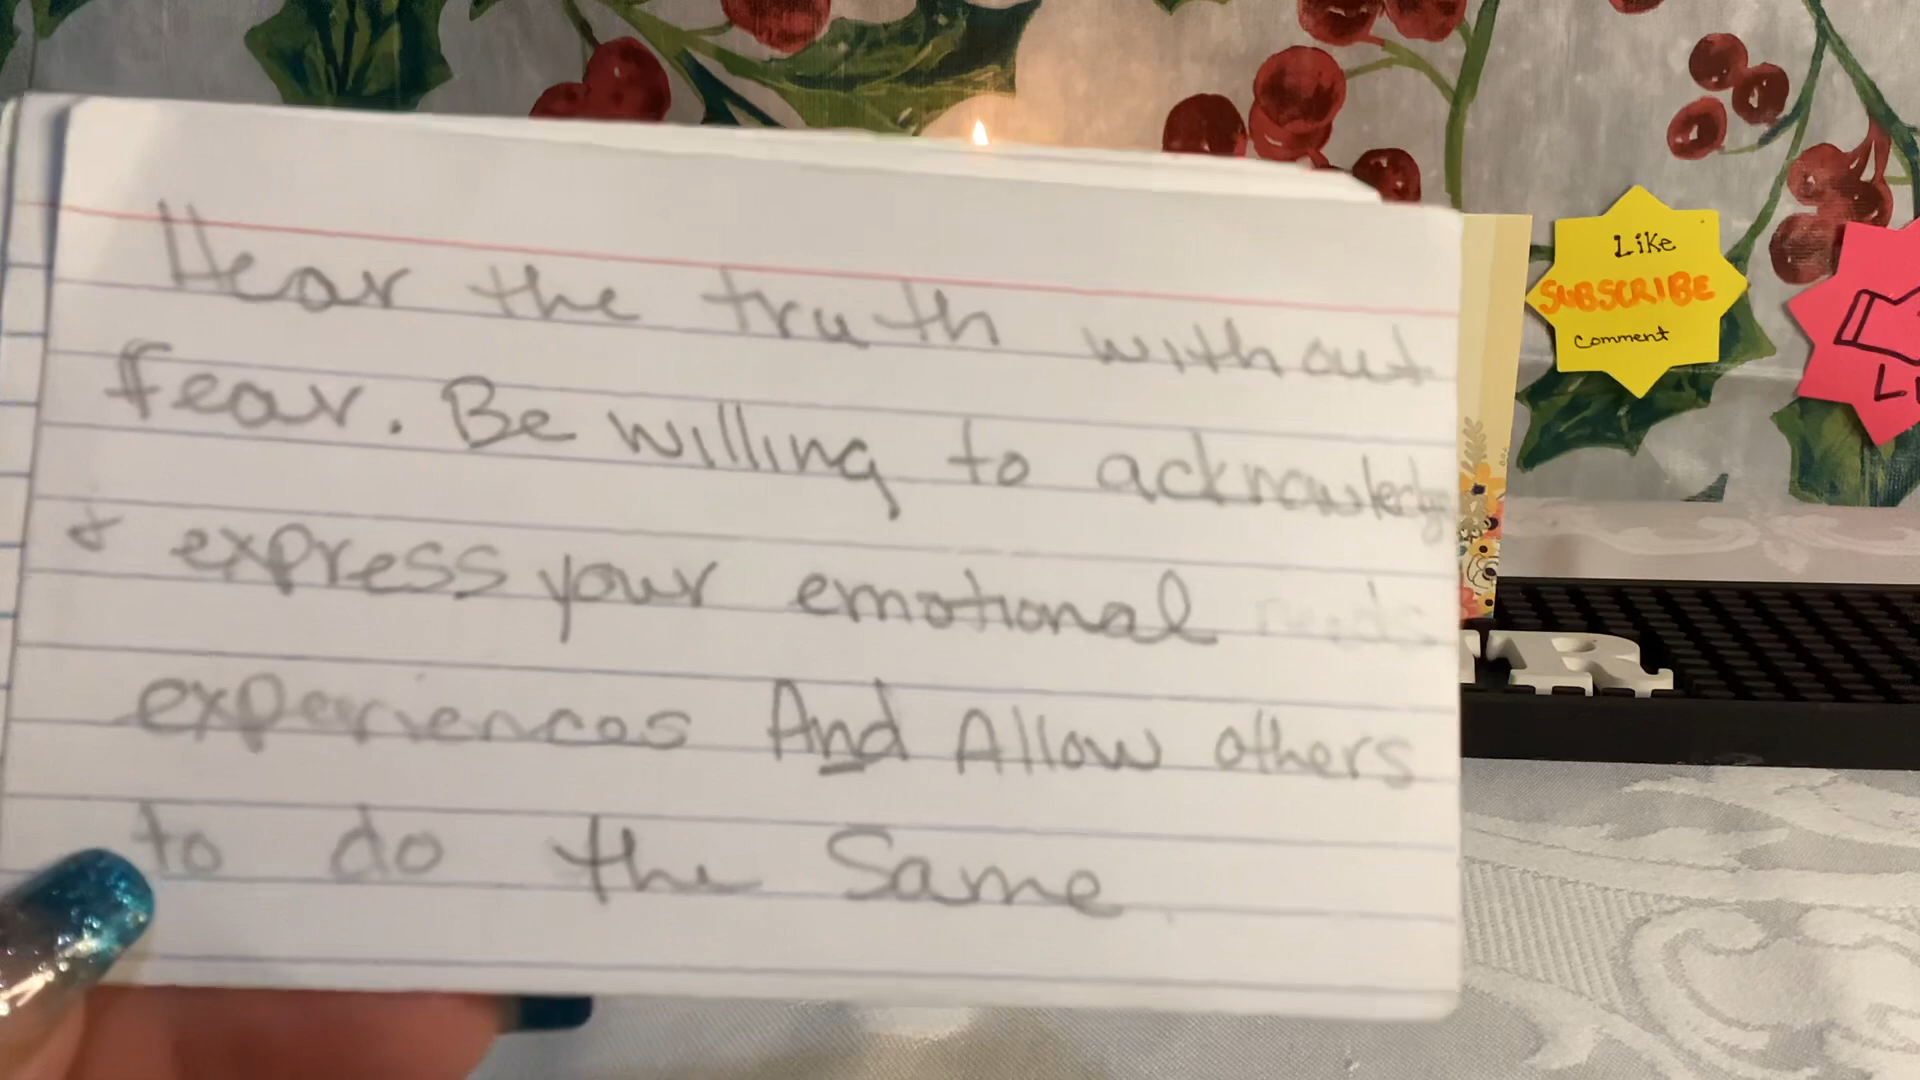 Hear the truth without
fear. Be willing to acknowledge
& express your emotional needs
experiences And Allow others
to do the Same
Like
SUBSCRIBE
Comment
R